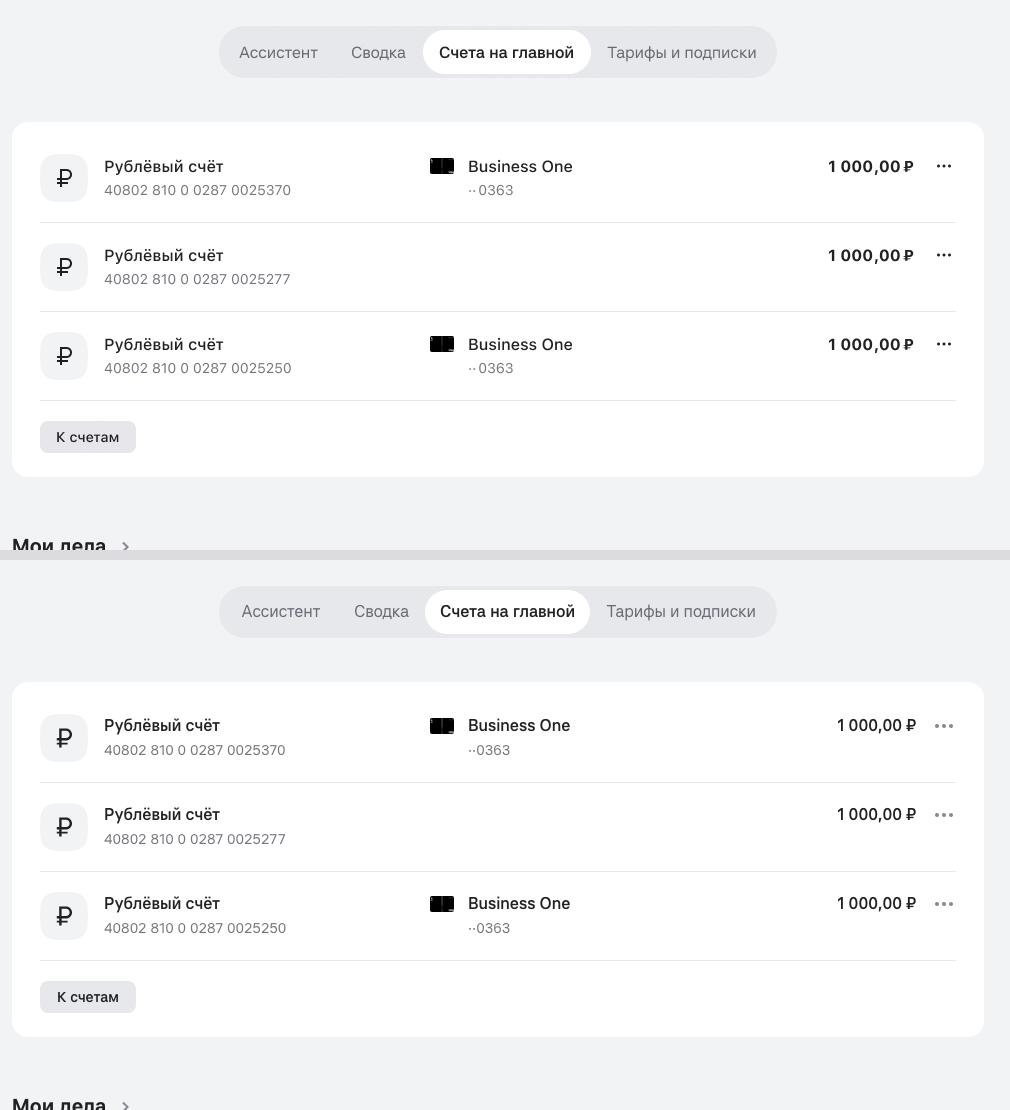 Ассистент Сводка Счета на главной Тарифы и подписки
Рублёвый счёт Business One 1 000,00 ₽ ···
40802 810 0 0287 0025370 ··0363
Рублёвый счёт 1 000,00 ₽ ···
40802 810 0 0287 0025277
Рублёвый счёт Business One 1 000,00 ₽ ···
40802 810 0 0287 0025250 ··0363
К счетам
Мои дела
Ассистент Сводка Счета на главной Тарифы и подписки
Рублёвый счёт Business One 1 000,00 ₽ ···
40802 810 0 0287 0025370 ··0363
Рублёвый счёт 1 000,00 ₽ ···
40802 810 0 0287 0025277
Рублёвый счёт Business One 1 000,00 ₽ ···
40802 810 0 0287 0025250 ··0363
К счетам
Мои дела